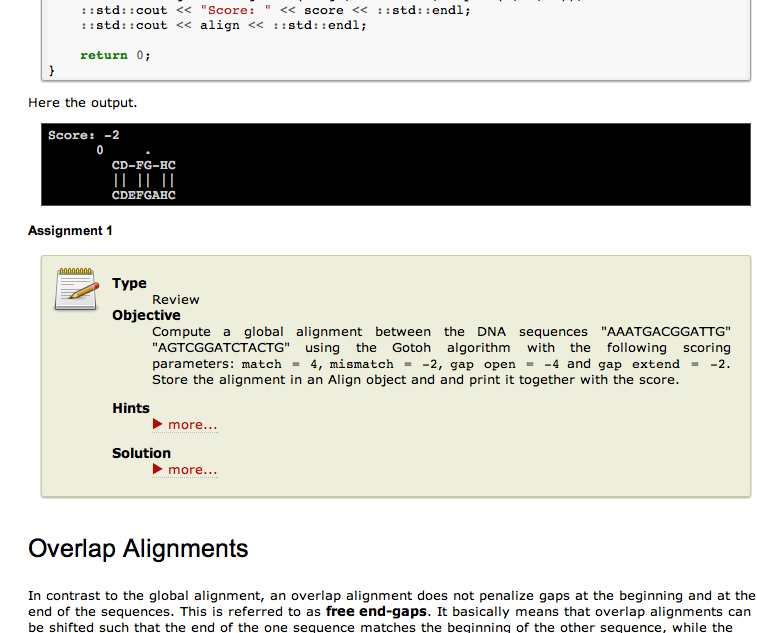 ::std::cout << "Score: " << score << ::std::endl;
::std::cout << align << ::std::endl;
return 0;
}
Here the output.
Score: -2
0 .
CD-FG-HC
|| || ||
CDEFGAHC
Assignment 1
Type
Review
Objective
Compute a global alignment between the DNA sequences "AAATGACGGATTG"
"AGTCGGATCTACTG" using the Gotoh algorithm with the following scoring
parameters: match = 4, mismatch = -2, gap open = -4 and gap extend = -2.
Store the alignment in an Align object and and print it together with the score.
Hints
more...
Solution
more...
Overlap Alignments
In contrast to the global alignment, an overlap alignment does not penalize gaps at the beginning and at the
end of the sequences. This is referred to as free end-gaps. It basically means that overlap alignments can
be shifted such that the end of the one sequence matches the beginning of the other sequence, while the